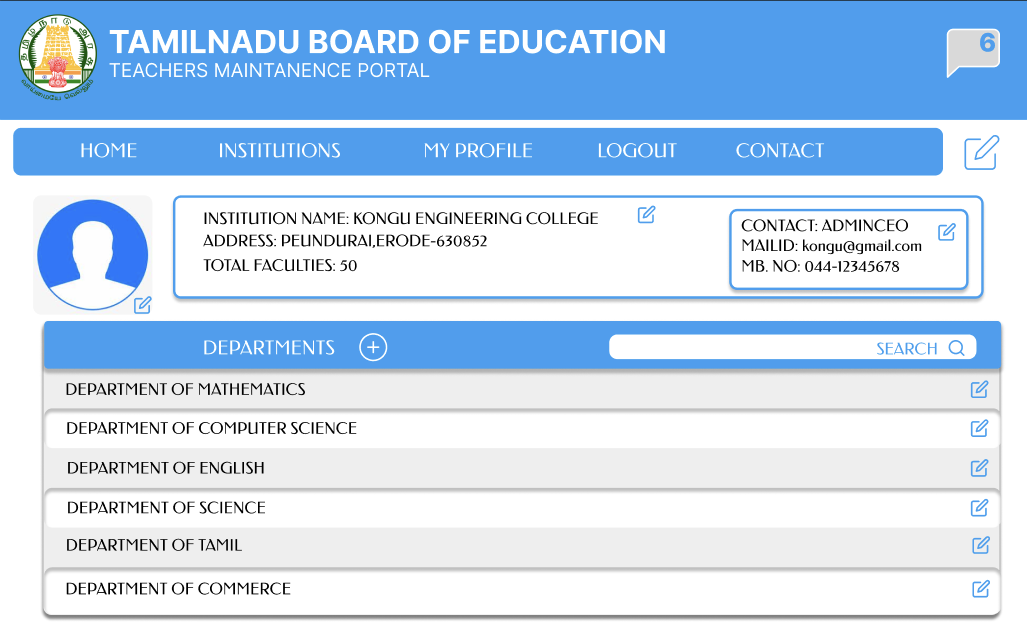 TAMILNADU BOARD OF EDUCATION
TEACHERS MAINTANENCE PORTAL
6
HOME INSTITUTIONS MY PROFILE LOGOUT CONTACT
INSTITUTION NAME: KONGU ENGINEERING COLLEGE
ADDRESS: PEUNDURAI,ERODE-630852
TOTAL FACULTIES: 50
CONTACT: ADMINCEO
MAILID: kongu@gmail.com
MB. NO: 044-12345678
DEPARTMENTS
SEARCH
DEPARTMENT OF MATHEMATICS
DEPARTMENT OF COMPUTER SCIENCE
DEPARTMENT OF ENGLISH
DEPARTMENT OF SCIENCE
DEPARTMENT OF TAMIL
DEPARTMENT OF COMMERCE